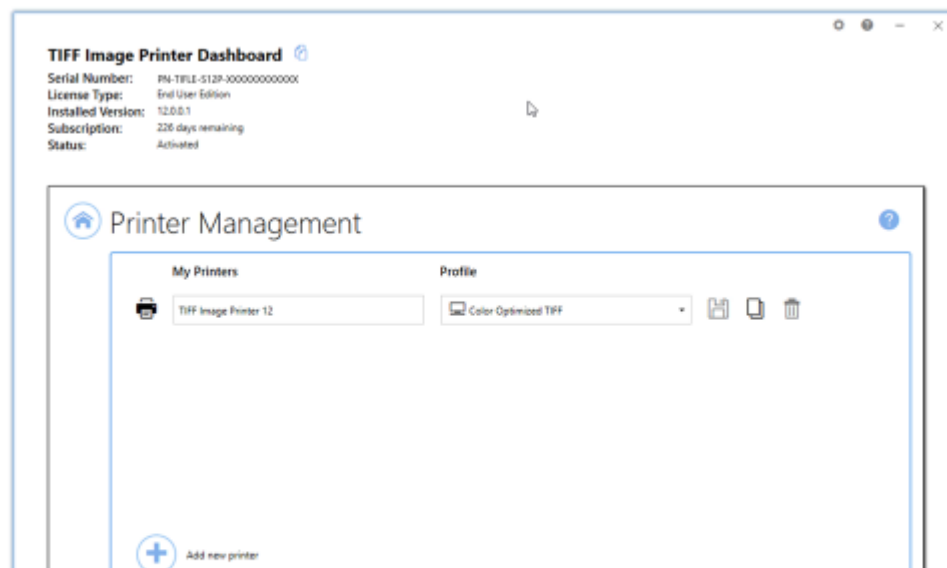 TIFF Image Printer Dashboard
Serial Number: PN-TIFLE-S12P-XXXXXXXXXXXX
License Type: End User Edition
Installed Version: 12.0.0.1
Subscription: 226 days remaining
Status: Activated
Printer Management
My Printers Profile
TIFF Image Printer 12 Color Optimized TIFF
Add new printer